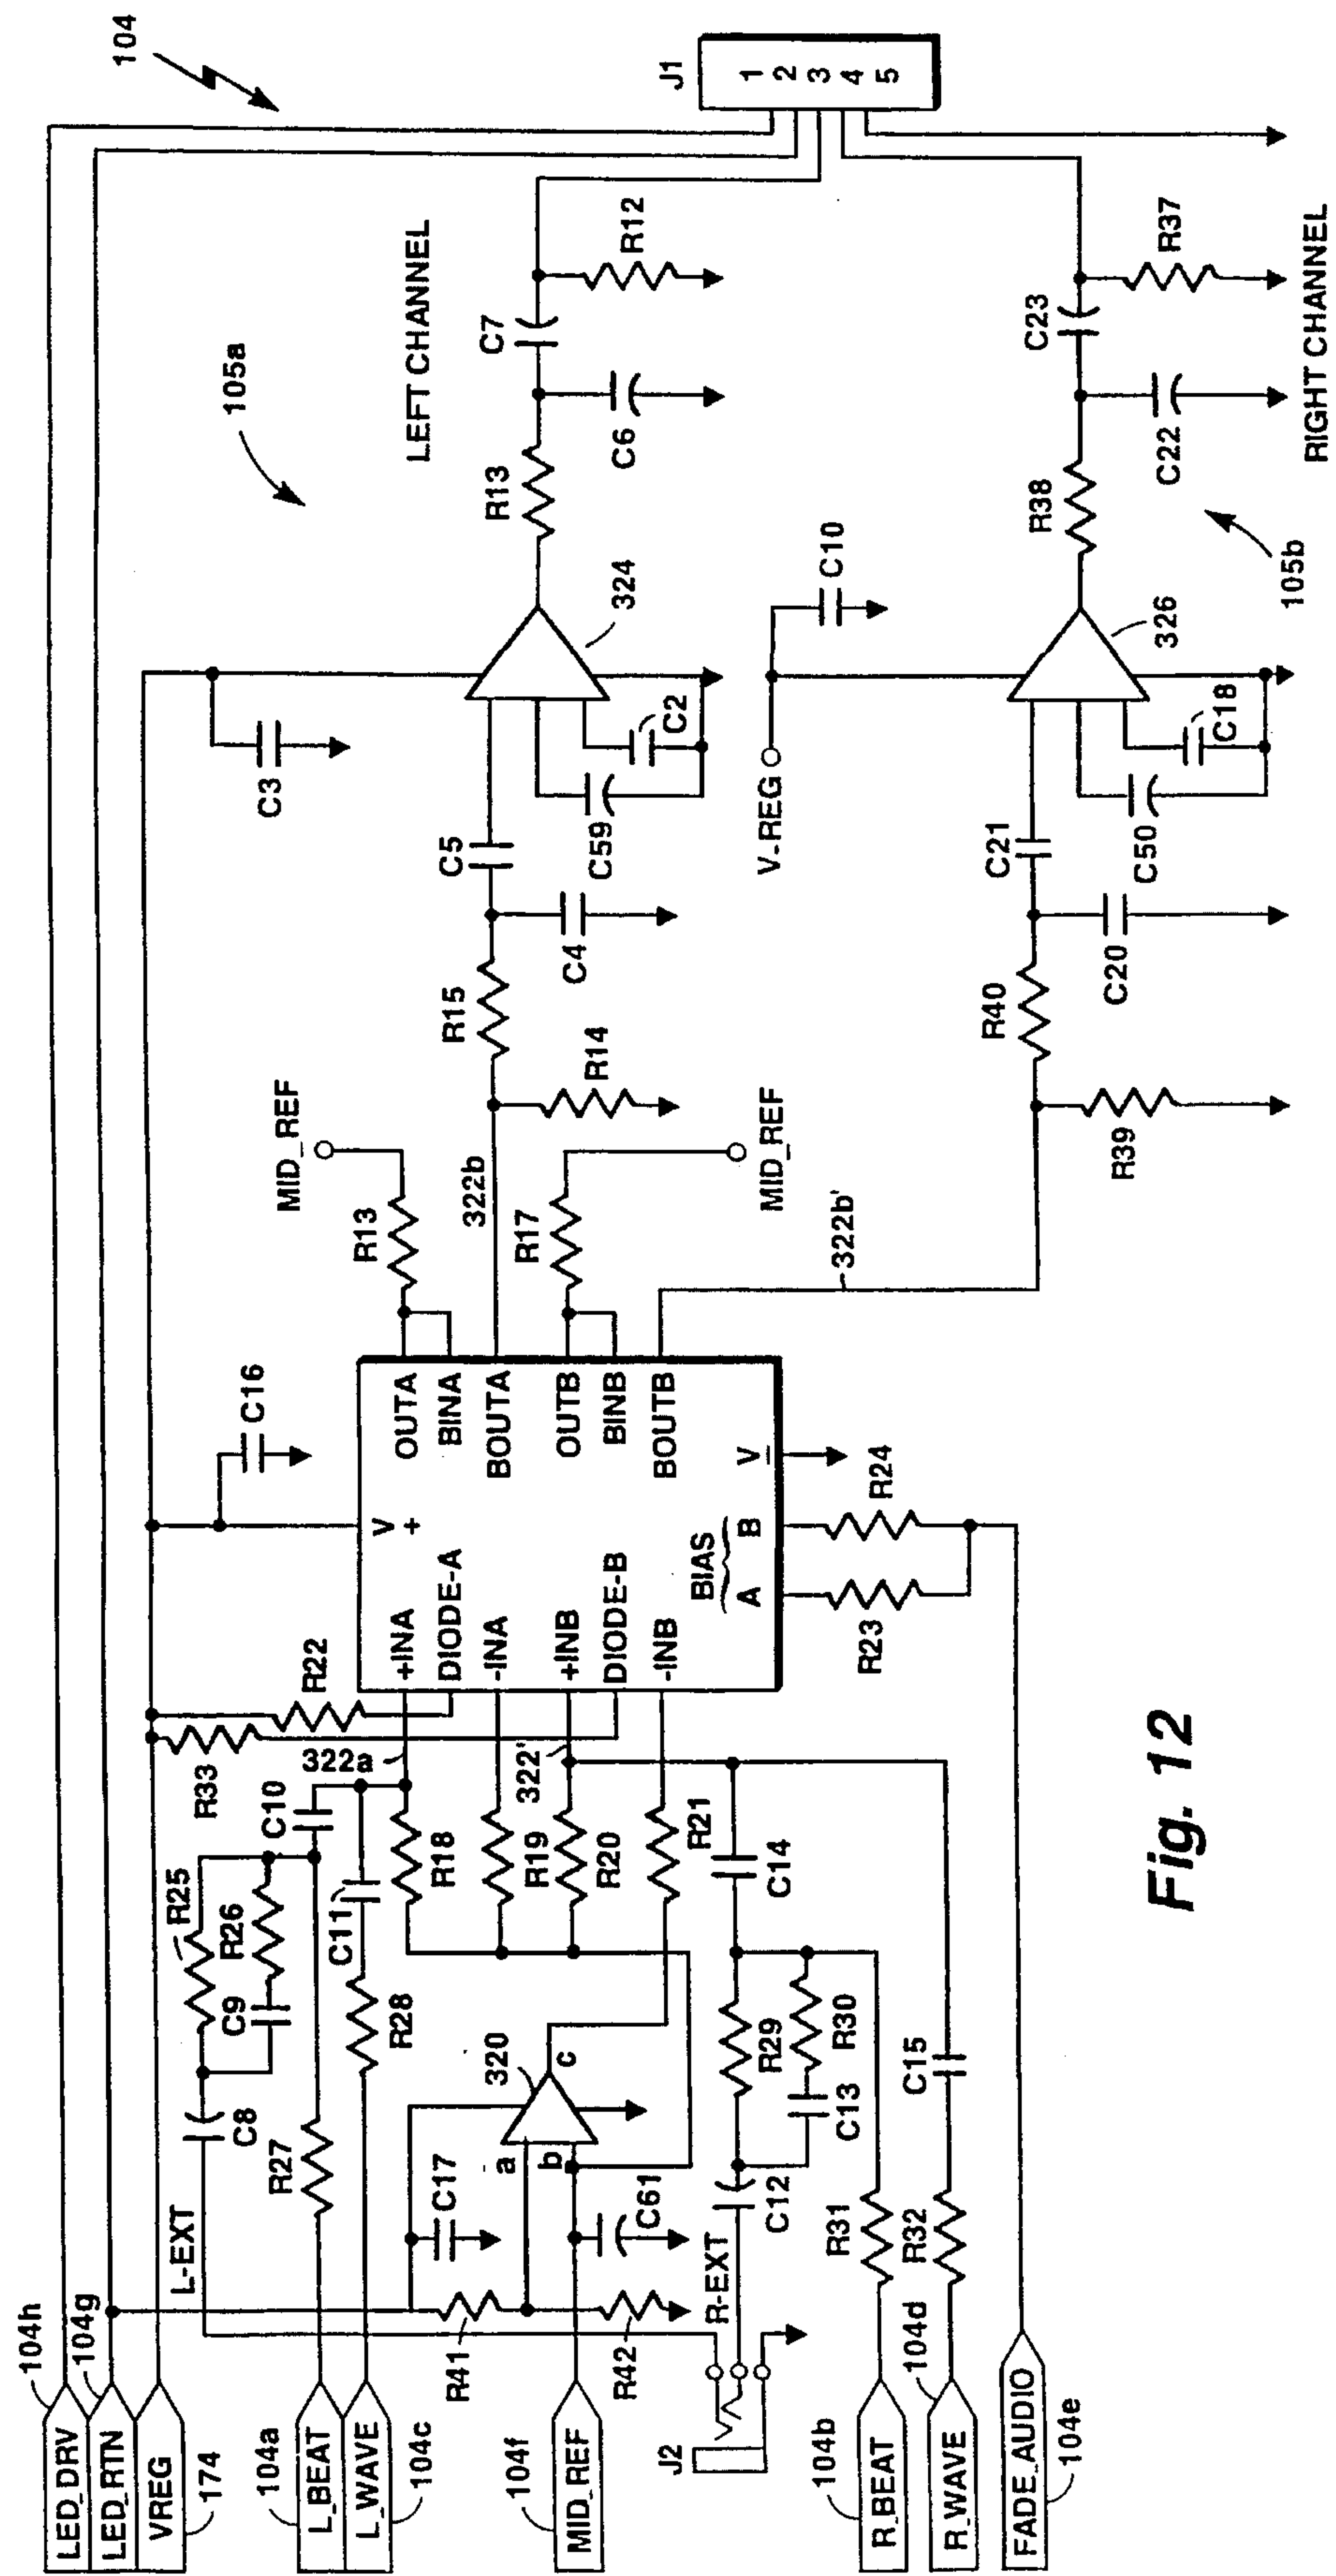 104
J1
1
2
3
4
5
105a
LEFT CHANNEL
R12
C7
C6
R13
324
C3
C2
C59
C5
C4
R15
R14
MID_REF
R13
322b
R17
MID_REF
322b'
V-REG
C10
R37
C23
C22
R38
RIGHT CHANNEL
105b
326
C18
C50
C21
C20
R40
R39
C16
V
+
OUTA
BINA
BOUTA
OUTB
BINB
BOUTB
+INA
DIODE-A
-INA
+INB
DIODE-B
-INB
BIAS
A
B
V
-
R24
R23
R22
R33
322a
322'
C10
R25
R26
C9
C11
R18
R19
R20
R21
R28
C8
R27
L-EXT
320
a
b
c
C17
C61
R41
R42
C14
R29
R30
C13
C12
R-EXT
R31
C15
R32
J2
104h
LED_DRV
104g
LED_RTN
VREG
174
104a
L_BEAT
L_WAVE
104c
104f
MID_REF
104b
R_BEAT
104d
R_WAVE
FADE_AUDIO
104e
Fig. 12